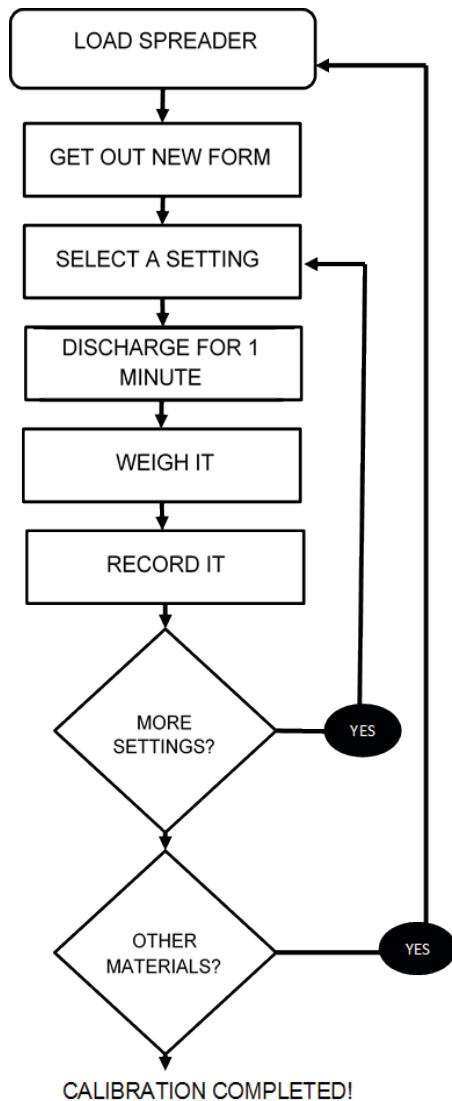 LOAD SPREADER
GET OUT NEW FORM
SELECT A SETTING
DISCHARGE FOR 1
MINUTE
WEIGH IT
RECORD IT
MORE
SETTINGS?
YES
OTHER
MATERIALS?
YES
CALIBRATION COMPLETED!